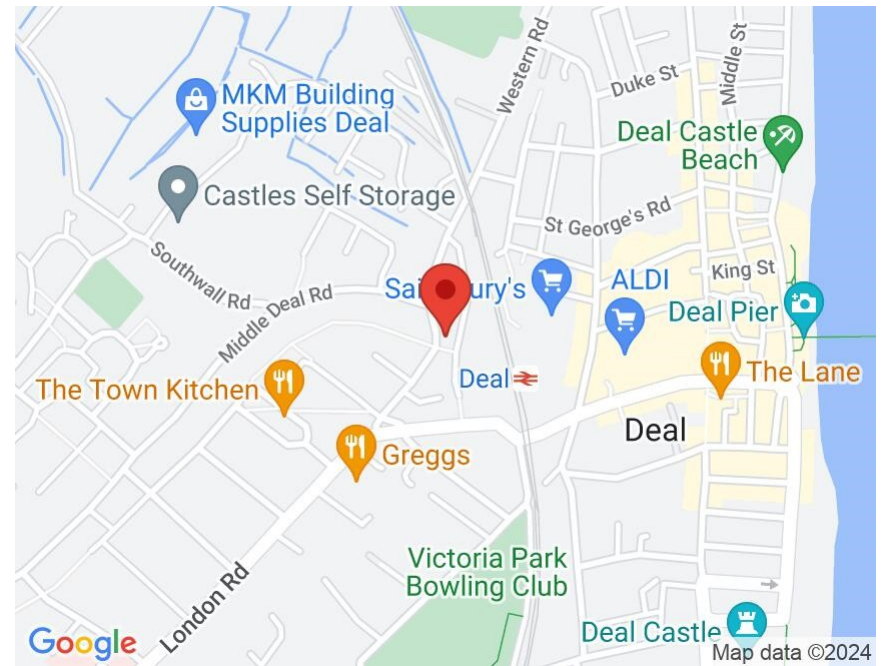 Western Rd
Duke St
Middle St
MKM Building
Supplies Deal
Deal Castle
Beach
Castles Self Storage
St George's Rd
Southwall Rd
King St
Sai
ury's
ALDI
Deal Pier
Middle Deal Rd
The Town Kitchen
Deal
The Lane
Deal
Greggs
Victoria Park
Bowling Club
London Rd
Deal Castle
Google
Map data ©2024